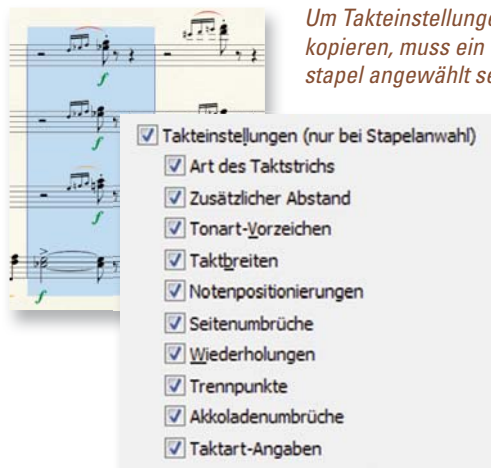 Um Takteinstellunge
kopieren, muss ein
stapel angewählt se
f
f
f
f
Takteinstellungen (nur bei Stapelanwahl)
Art des Taktstrichs
Zusätzlicher Abstand
Tonart-Vorzeichen
Taktbreiten
Notenpositionierungen
Seitenumbrüche
Wiederholungen
Trennpunkte
Akkoladenumbrüche
Taktart-Angaben